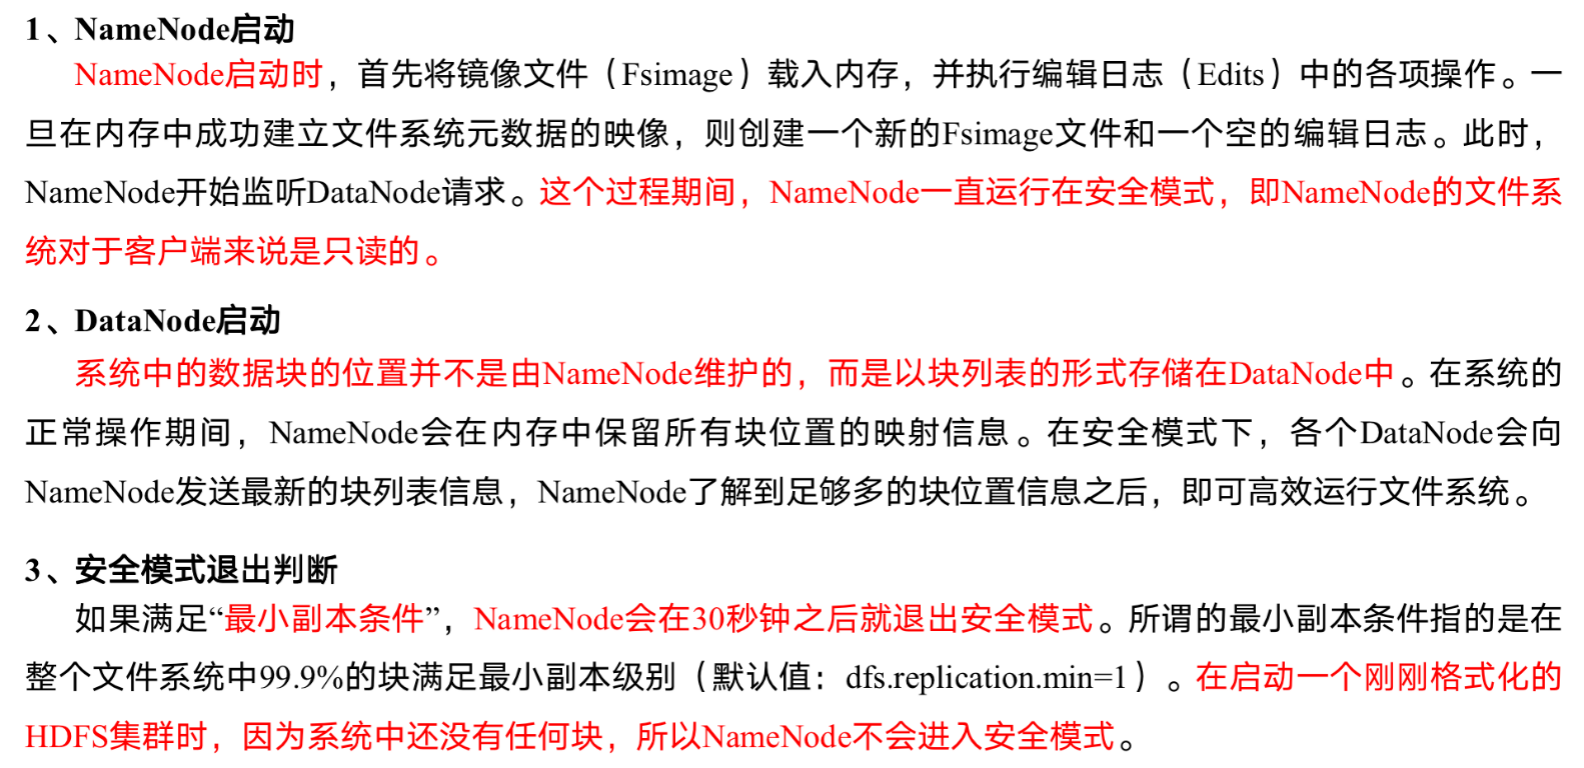 1、NameNode启动
NameNode启动时，首先将镜像文件（Fsimage）载入内存，并执行编辑日志（Edits）中的各项操作。一
旦在内存中成功建立文件系统元数据的映像，则创建一个新的Fsimage文件和一个空的编辑日志。此时，
NameNode开始监听DataNode请求。这个过程期间，NameNode一直运行在安全模式，即NameNode的文件系
统对于客户端来说是只读的。
2、DataNode启动
系统中的数据块的位置并不是由NameNode维护的，而是以块列表的形式存储在DataNode中。在系统的
正常操作期间，NameNode会在内存中保留所有块位置的映射信息。在安全模式下，各个DataNode会向
NameNode发送最新的块列表信息，NameNode了解到足够多的块位置信息之后，即可高效运行文件系统。
3、安全模式退出判断
如果满足“最小副本条件”，NameNode会在30秒钟之后就退出安全模式。所谓的最小副本条件指的是在
整个文件系统中99.9%的块满足最小副本级别（默认值：dfs.replication.min=1）。在启动一个刚刚格式化的
HDFS集群时，因为系统中还没有任何块，所以NameNode不会进入安全模式。